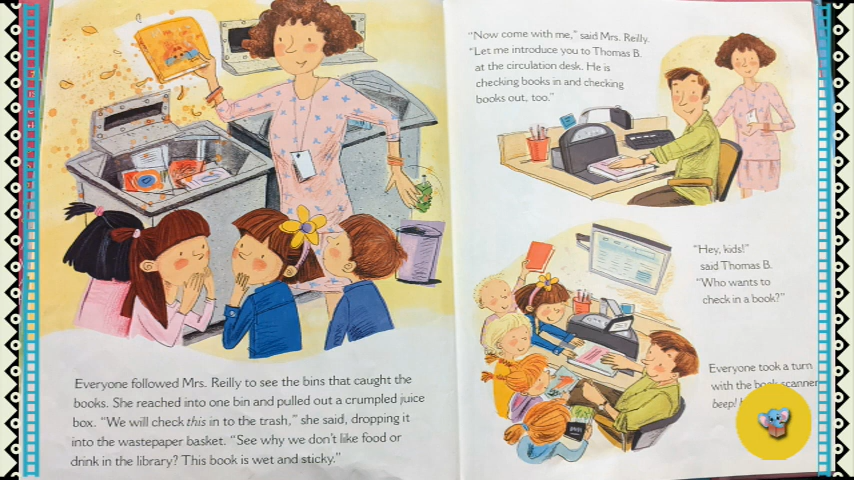 Everyone followed Mrs. Reilly to see the bins that caught the
books. She reached into one bin and pulled out a crumpled juice
box. “We will check this in to the trash,” she said, dropping it
into the wastepaper basket. “See why we don’t like food or
drink in the library? This book is wet and sticky.”
“Now come with me,” said Mrs. Reilly.
“Let me introduce you to Thomas B.
at the circulation desk. He is
checking books in and checking
books out, too.”
“Hey, kids!”
said Thomas B.
“Who wants to
check in a book?”
Everyone took a turn
with the book scanner
beep!